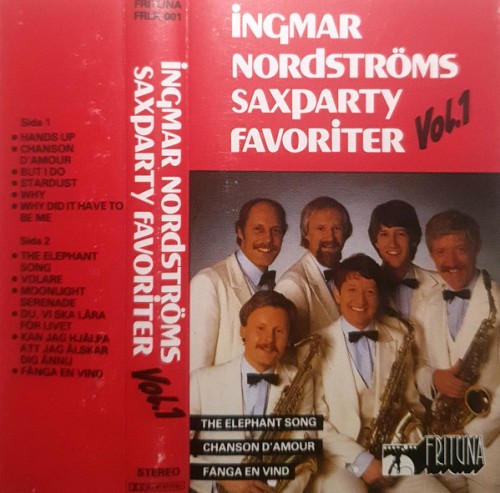 Sida 1
• HANDS UP
• CHANSON
D'AMOUR
• BUT I DO
• STARDUST
• WHY
• WHY DID IT HAVE TO
BE ME
Sida 2
• THE ELEPHANT
SONG
• VOLARE
• MOONLIGHT
SERENADE
• DU, VI SKA LÄRA
FÖR LIVET
• KAN JAG HJÄLPA
ATT JAG ÄLSKAR
DIG ÄNNU
• FÅNGA EN VIND
FRITUNA
FRLK-001
INGMAR NORDSTRÖMS
SAXPARTY FAVORITER
Vol.1
STEREO
INGMAR
NORDSTRÖMS
SAXPARTY
FAVORITER Vol.1
THE ELEPHANT SONG
CHANSON D'AMOUR
FÅNGA EN VIND
FRITUNA